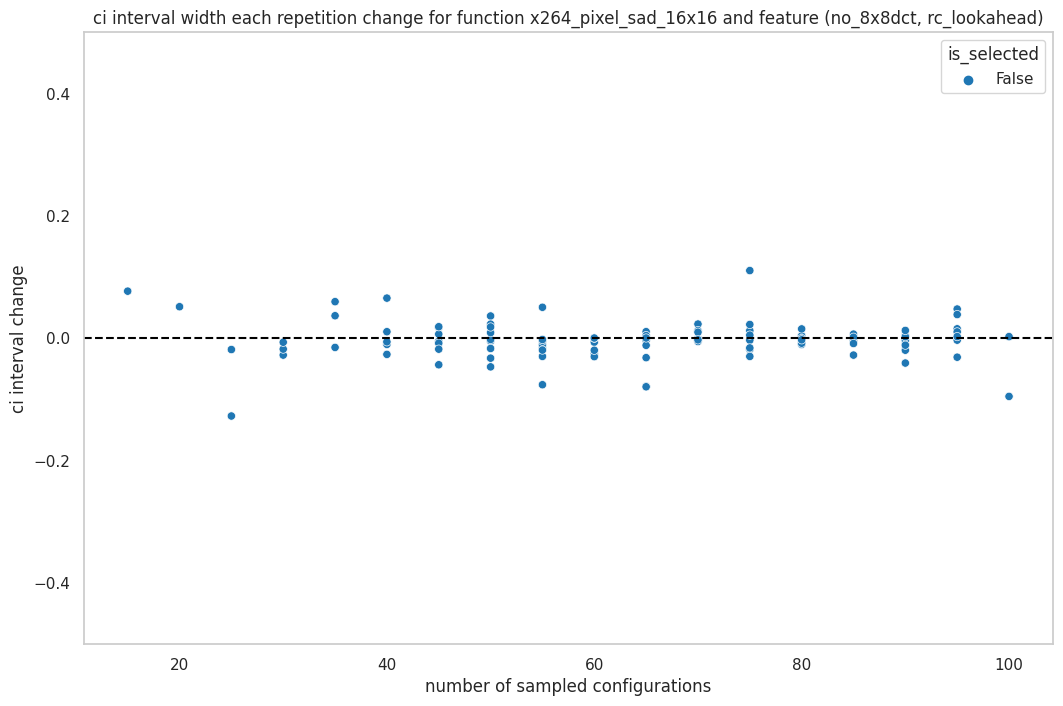 ci interval width each repetition change for function x264_pixel_sad_16x16 and feature (no_8x8dct, rc_lookahead)
is_selected
False
0.4
0.2
0.0
−0.2
−0.4
ci interval change
20 40 60 80 100
number of sampled configurations